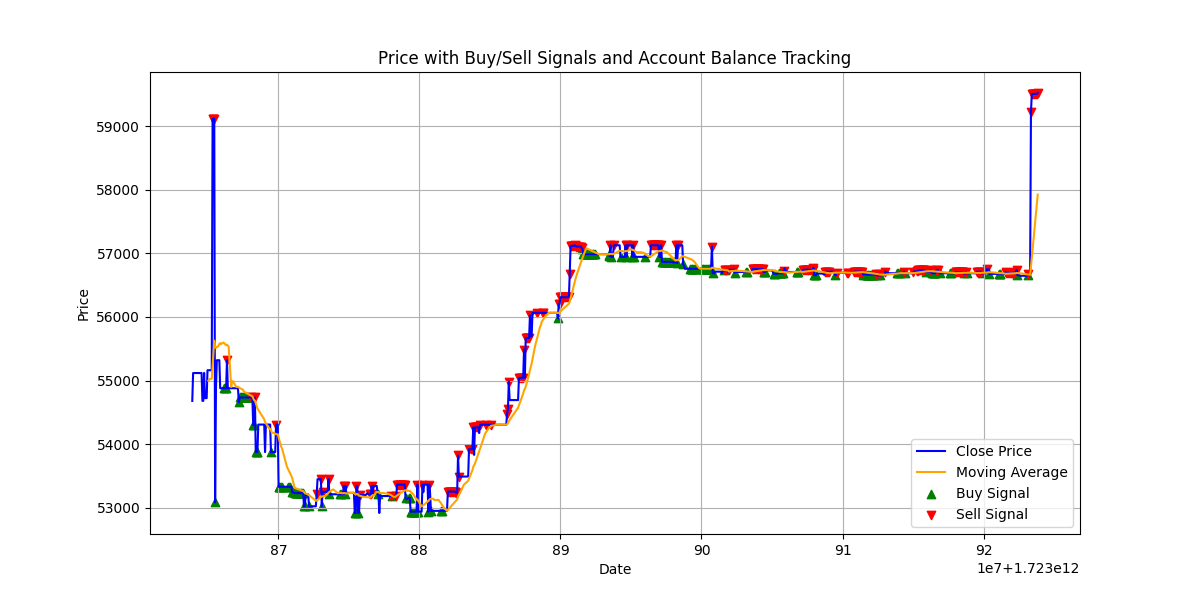 Price with Buy/Sell Signals and Account Balance Tracking
Price
59000
58000
57000
56000
55000
54000
53000
87
88
89
90
91
92
Date
1e7+1.723e12
Close Price
Moving Average
Buy Signal
Sell Signal